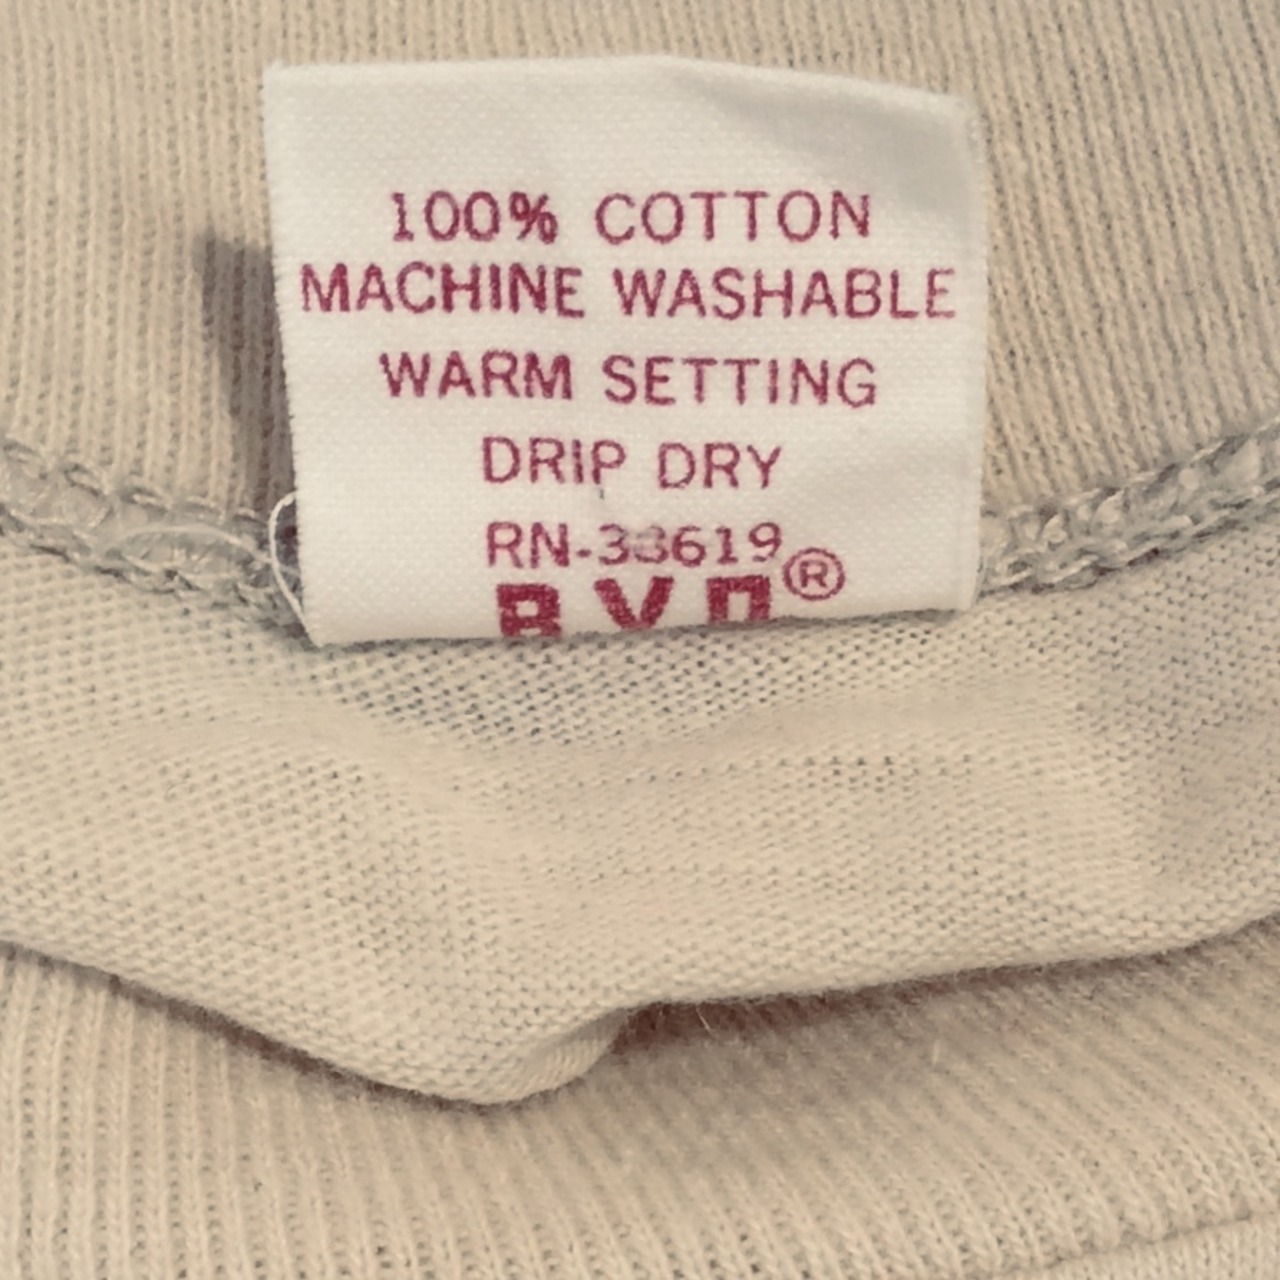 100% COTTON
MACHINE WASHABLE
WARM SETTING
DRIP DRY
RN-33619
BVD®